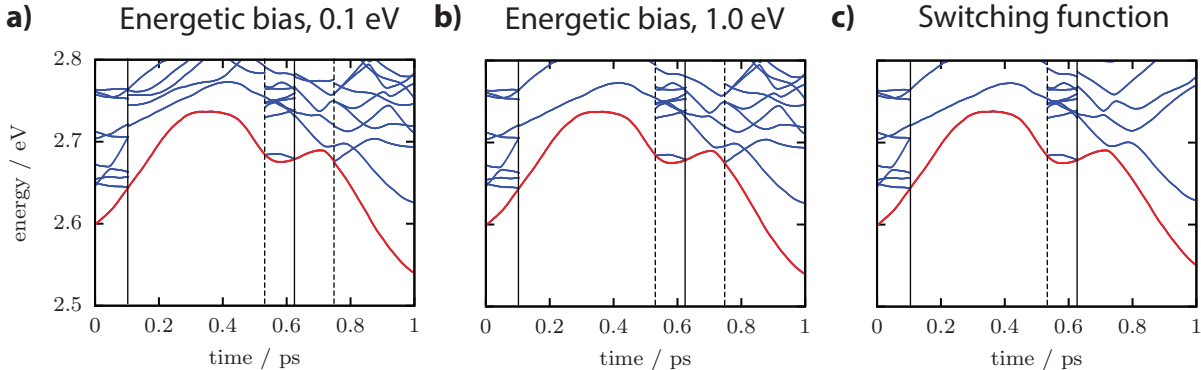 a) Energetic bias, 0.1 eV
b) Energetic bias, 1.0 eV
c) Switching function
energy / eV
2.8
2.7
2.6
2.5
0 0.2 0.4 0.6 0.8 1
time / ps
0 0.2 0.4 0.6 0.8 1
time / ps
0 0.2 0.4 0.6 0.8 1
time / ps